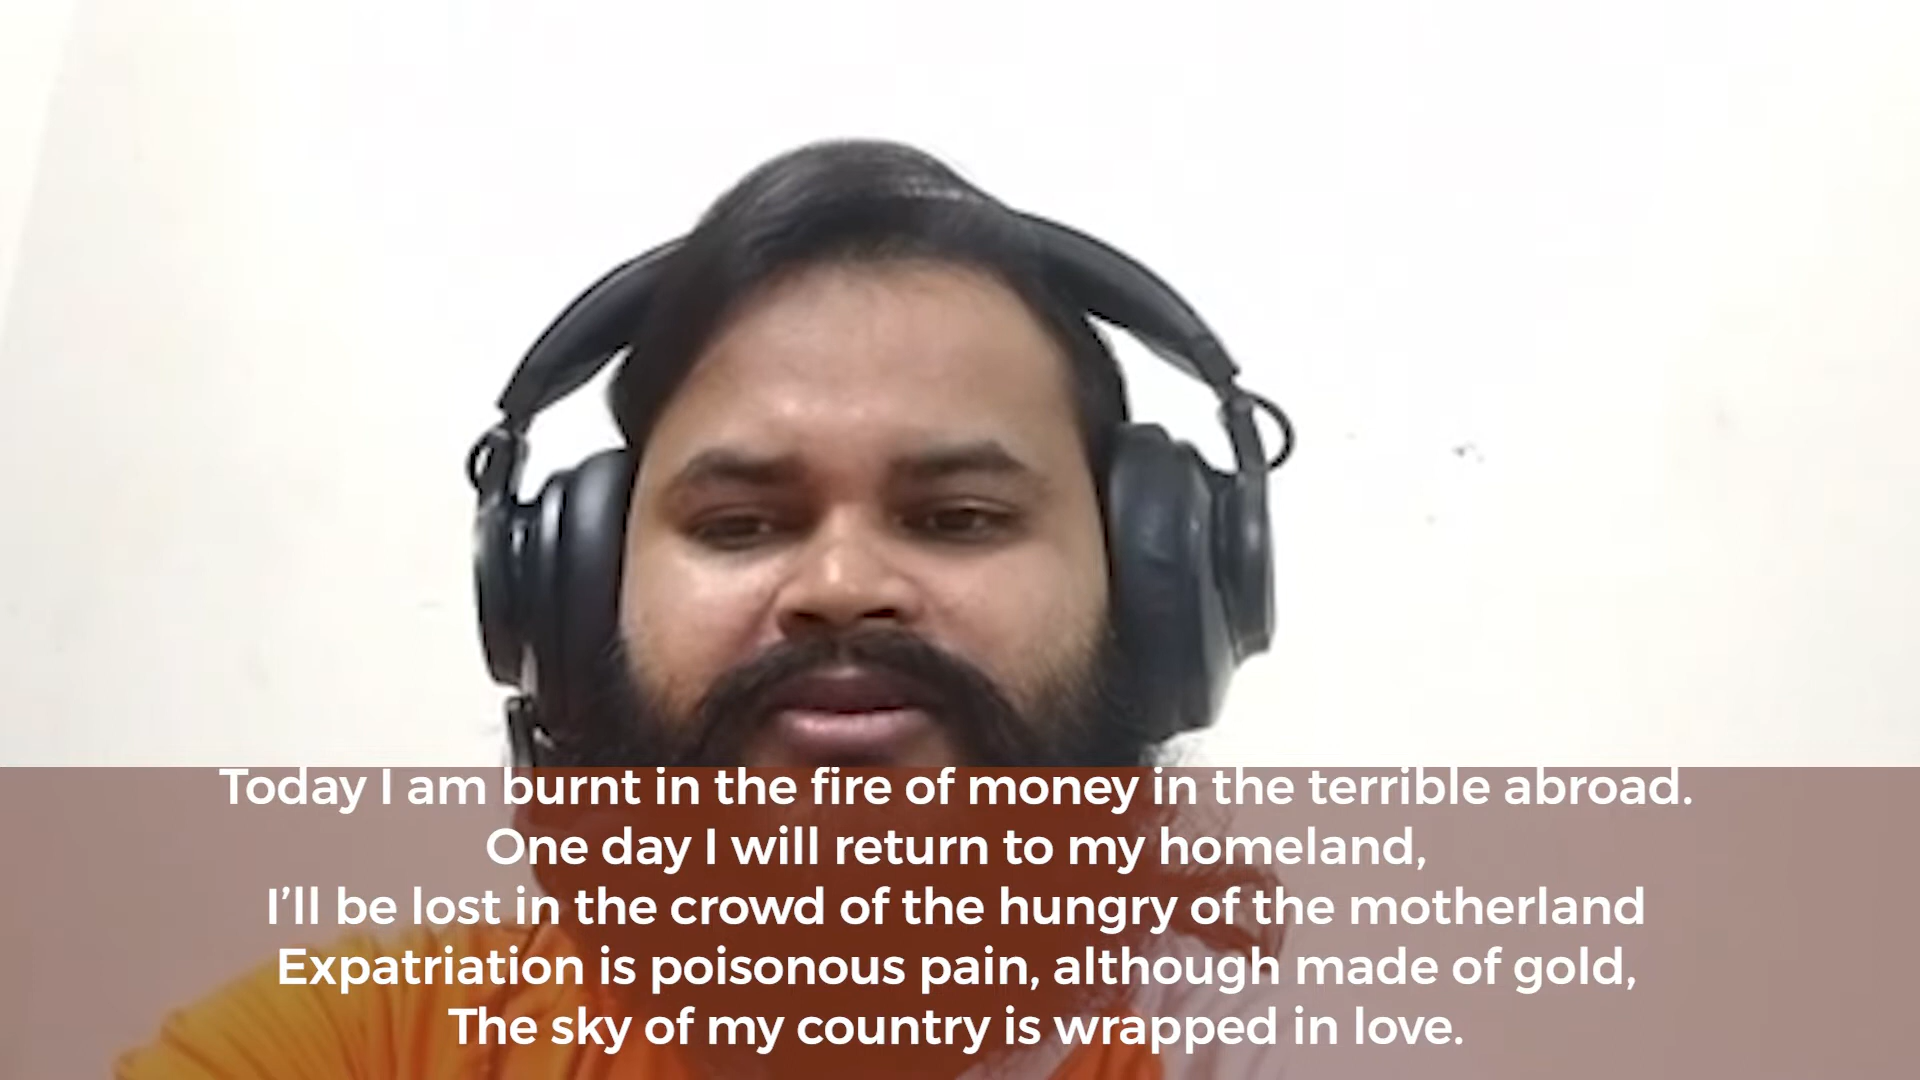 Today I am burnt in the fire of money in the terrible abroad.
One day I will return to my homeland,
I’ll be lost in the crowd of the hungry of the motherland
Expatriation is poisonous pain, although made of gold,
The sky of my country is wrapped in love.